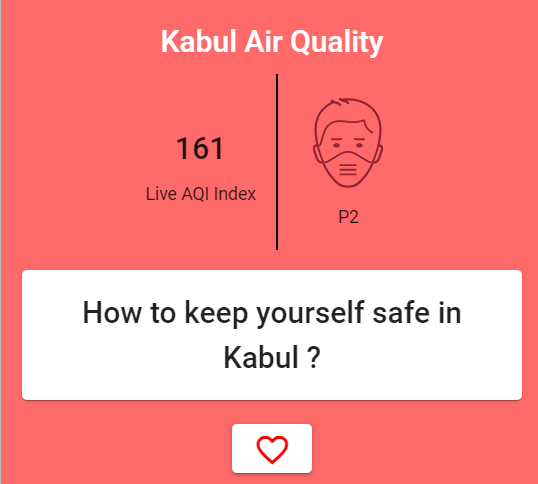 Kabul Air Quality
161
Live AQI Index
P2
How to keep yourself safe in
Kabul ?